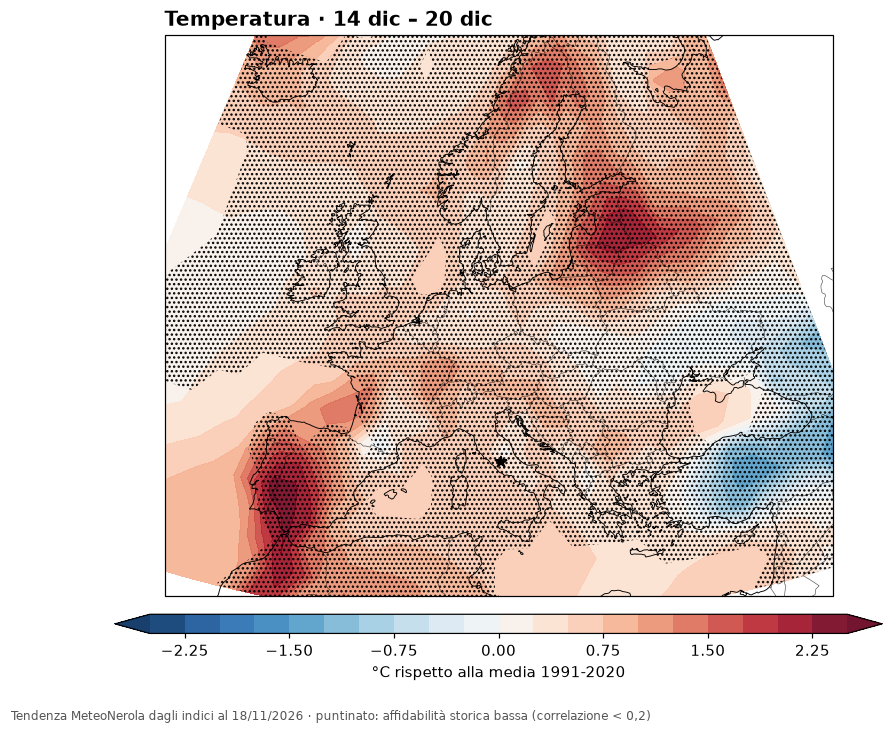 Temperatura · 14 dic – 20 dic
−2.25 −1.50 −0.75 0.00 0.75 1.50 2.25
°C rispetto alla media 1991-2020
Tendenza MeteoNerola dagli indici al 18/11/2026 · puntinato: affidabilità storica bassa (correlazione < 0,2)